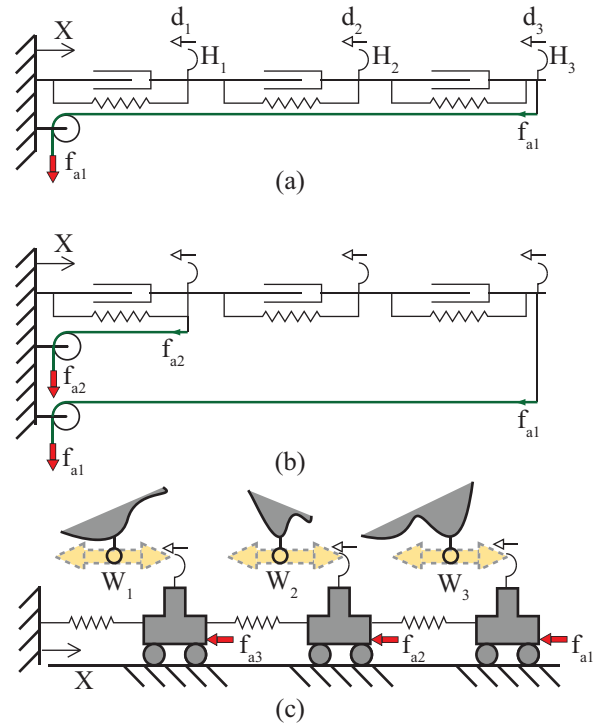 d₁ d₂ d₃
X H₁ H₂ H₃
fₐ₁
fₐ₁
(a)
X
fₐ₂
fₐ₂
fₐ₁
fₐ₁
(b)
W₁ W₂ W₃
fₐ₃ fₐ₂ fₐ₁
X
(c)